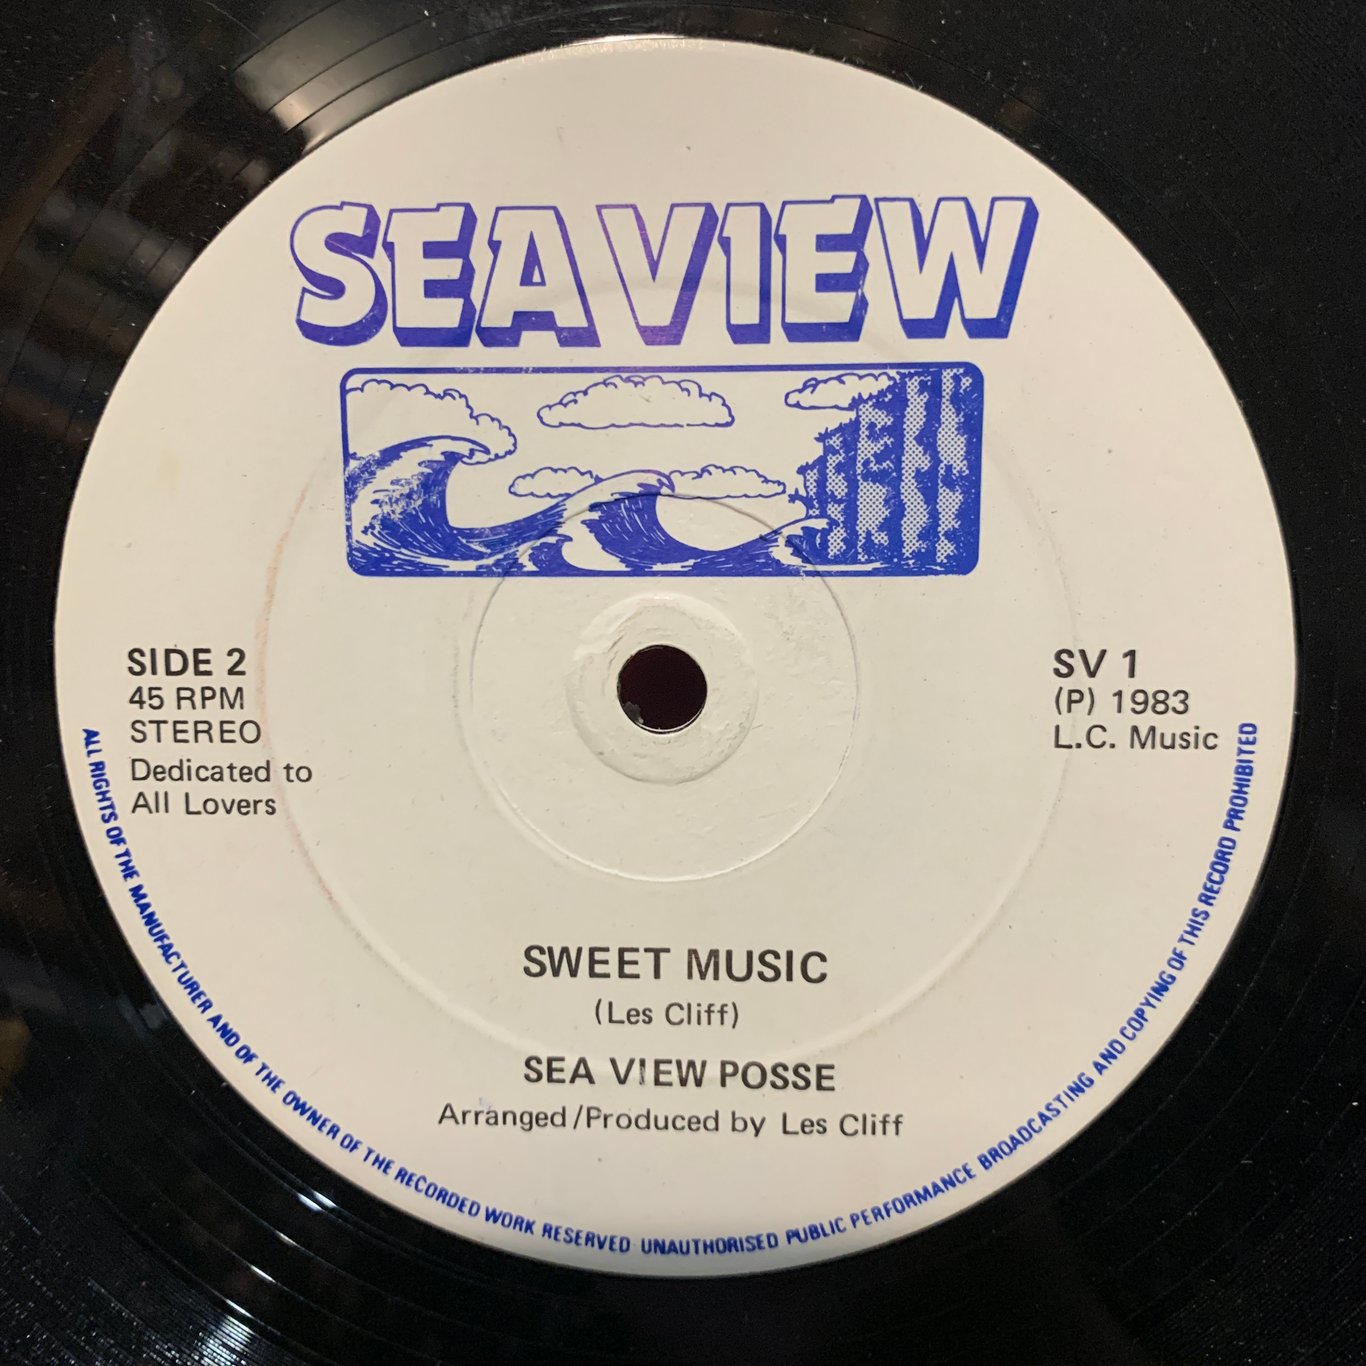 SEAVIEW
SIDE 2
45 RPM
STEREO
Dedicated to
All Lovers
SV 1
(P) 1983
L.C. Music
SWEET MUSIC
(Les Cliff)
SEA VIEW POSSE
Arranged/Produced by Les Cliff
ALL RIGHTS OF THE MANUFACTURER AND OF THE OWNER OF THE RECORDED WORK RESERVED UNAUTHORISED PUBLIC PERFORMANCE BROADCASTING AND COPYING OF THIS RECORD PROHIBITED